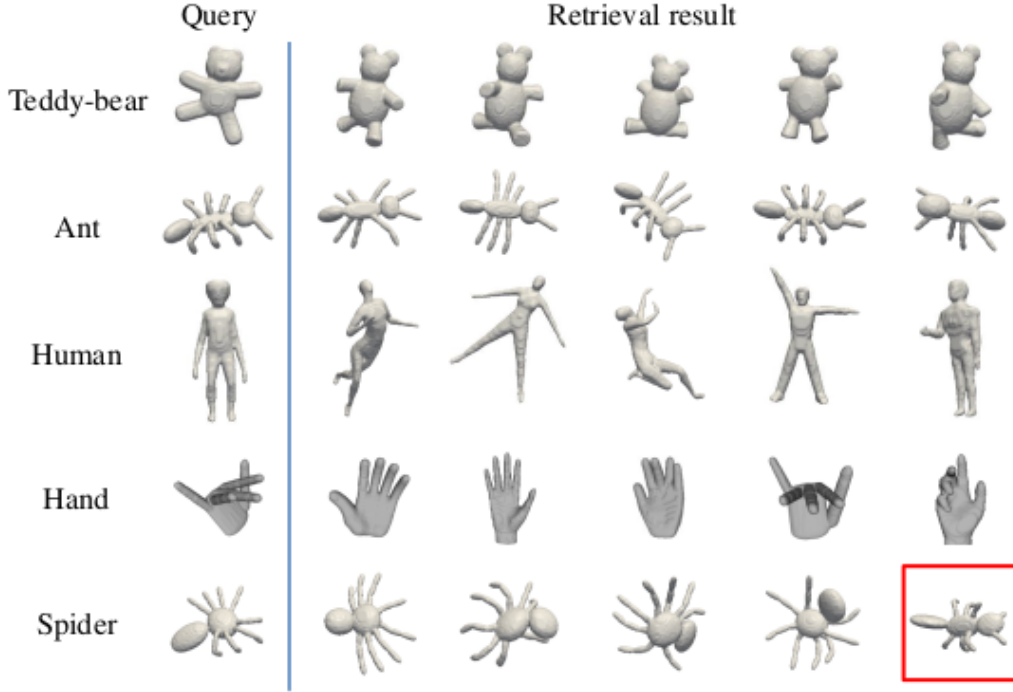 Query Retrieval result
Teddy-bear
Ant
Human
Hand
Spider